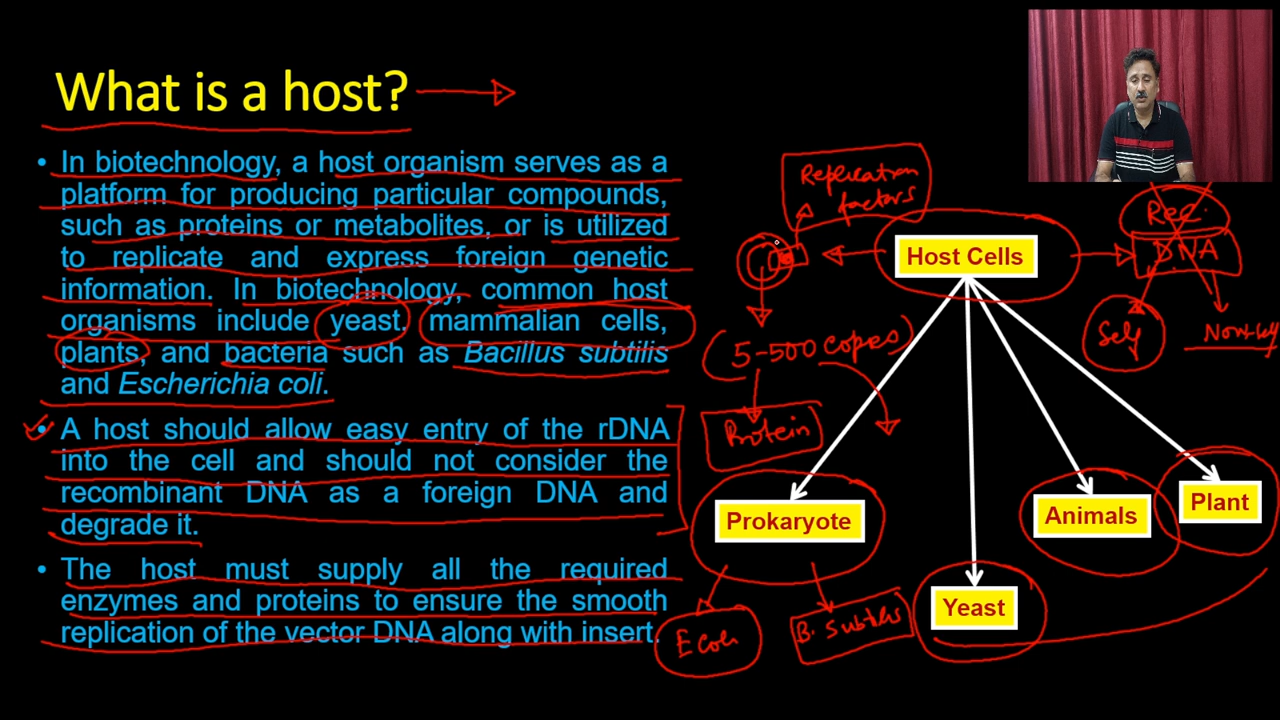 What is a host?
• In biotechnology, a host organism serves as a
platform for producing particular compounds,
such as proteins or metabolites, or is utilized
to replicate and express foreign genetic
information. In biotechnology, common host
organisms include yeast, mammalian cells,
plants, and bacteria such as Bacillus subtilis
and Escherichia coli.
• A host should allow easy entry of the rDNA
into the cell and should not consider the
recombinant DNA as a foreign DNA and
degrade it.
• The host must supply all the required
enzymes and proteins to ensure the smooth
replication of the vector DNA along with insert.
Replication
factors
Host Cells
Rec.
DNA
Self
Non-self
5-500 copes
Protein
Prokaryote
Animals
Plant
Yeast
E coli
B. Subtilis